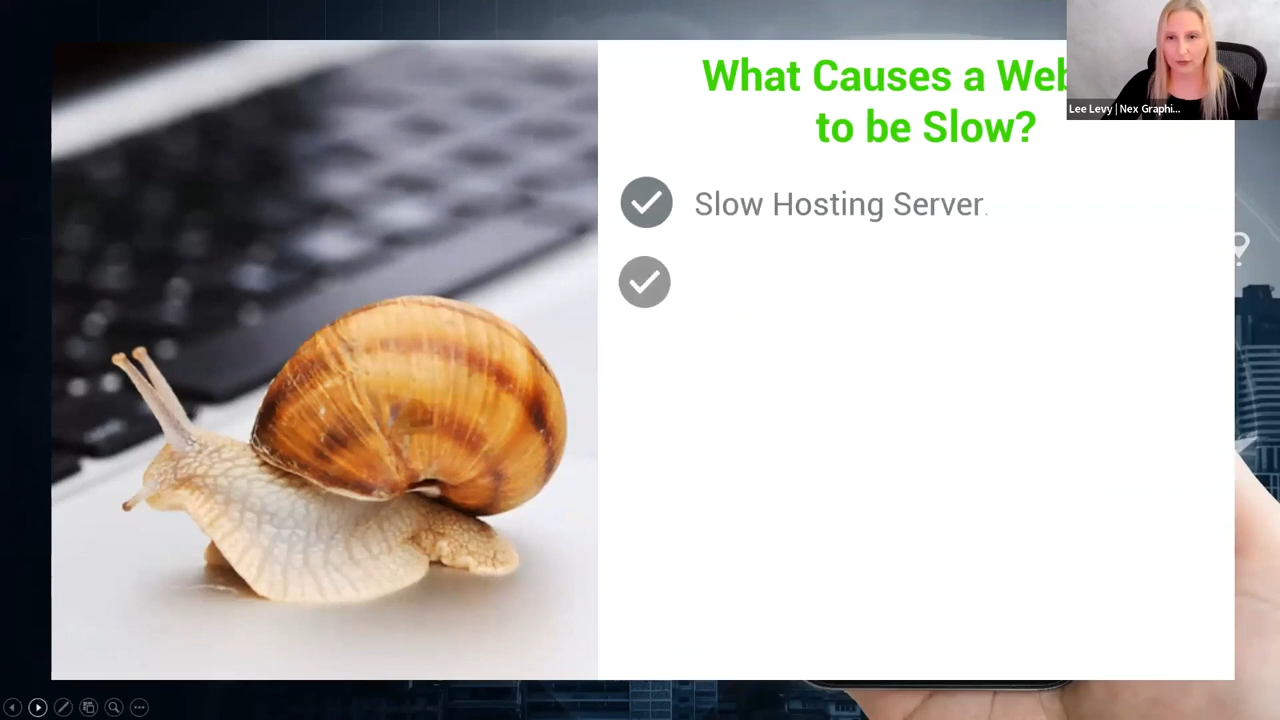 What Causes a Web
to be Slow?
Lee Levy | Nex Graphi...
Slow Hosting Server.